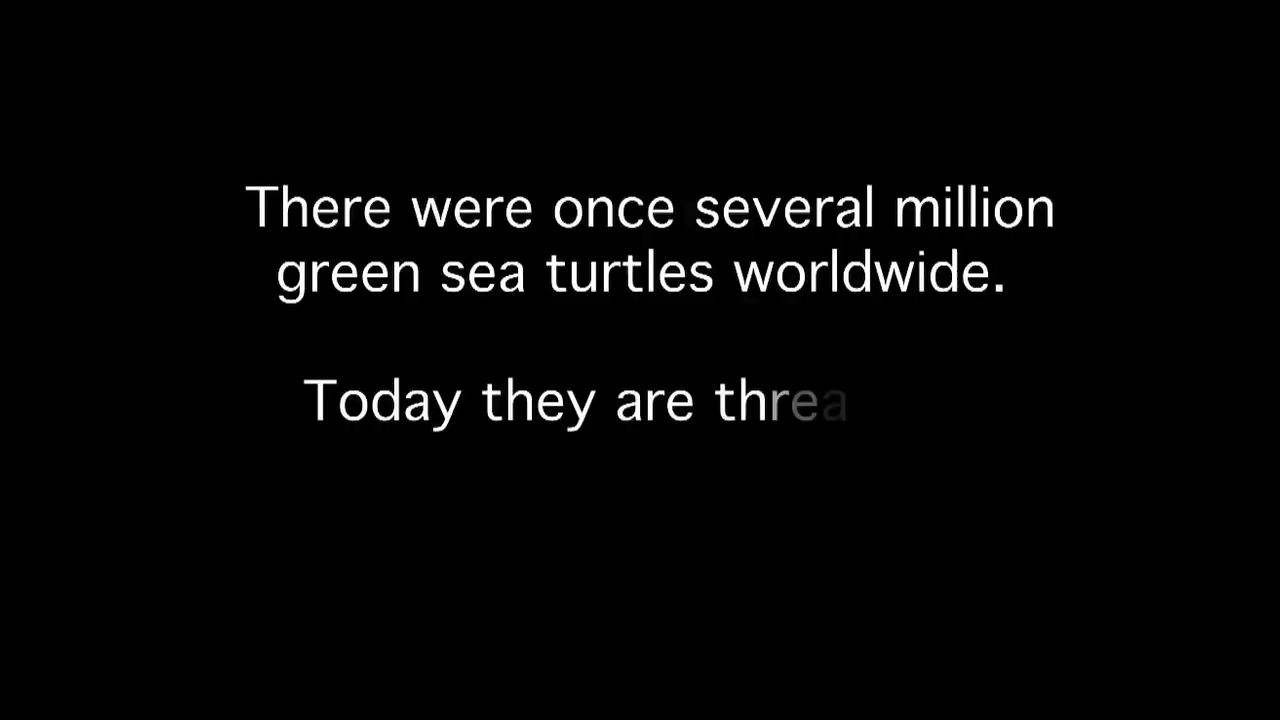 There were once several million
green sea turtles worldwide.
Today they are threa